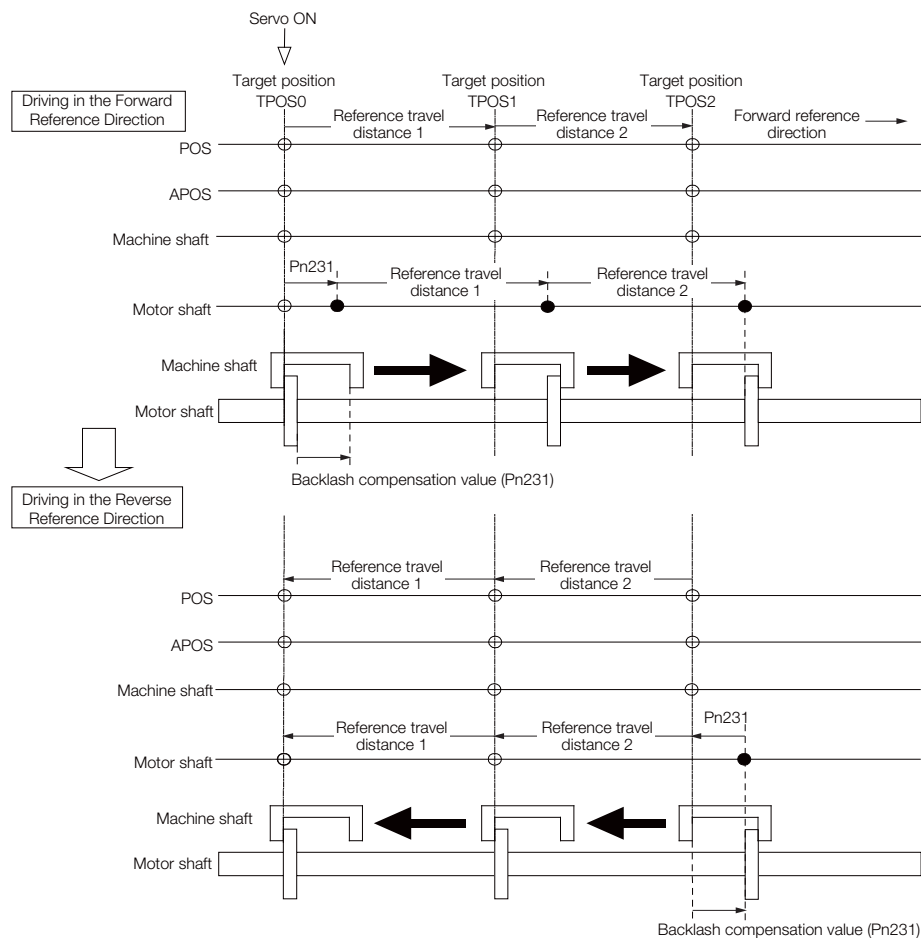 Servo ON
Target position
TPOS0
Target position
TPOS1
Target position
TPOS2
Driving in the Forward
Reference Direction
Reference travel
distance 1
Reference travel
distance 2
Forward reference
direction
POS
APOS
Machine shaft
Pn231
Reference travel
distance 1
Reference travel
distance 2
Motor shaft
Machine shaft
Motor shaft
Backlash compensation value (Pn231)
Driving in the Reverse
Reference Direction
Reference travel
distance 1
Reference travel
distance 2
POS
APOS
Machine shaft
Reference travel
distance 1
Reference travel
distance 2
Pn231
Motor shaft
Machine shaft
Motor shaft
Backlash compensation value (Pn231)